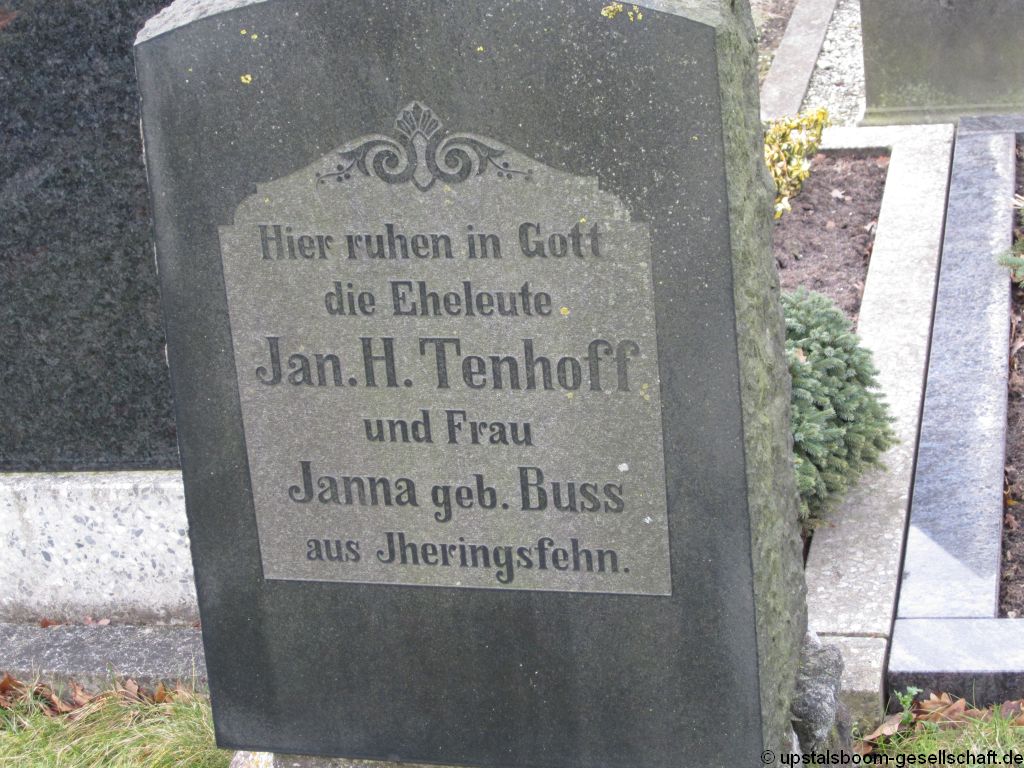 Hier ruhen in Gott
die Eheleute
Jan. H. Tenhoff
und Frau
Janna geb. Buss
aus Jheringsfehn.
© upstalsboom-gesellschaft.de